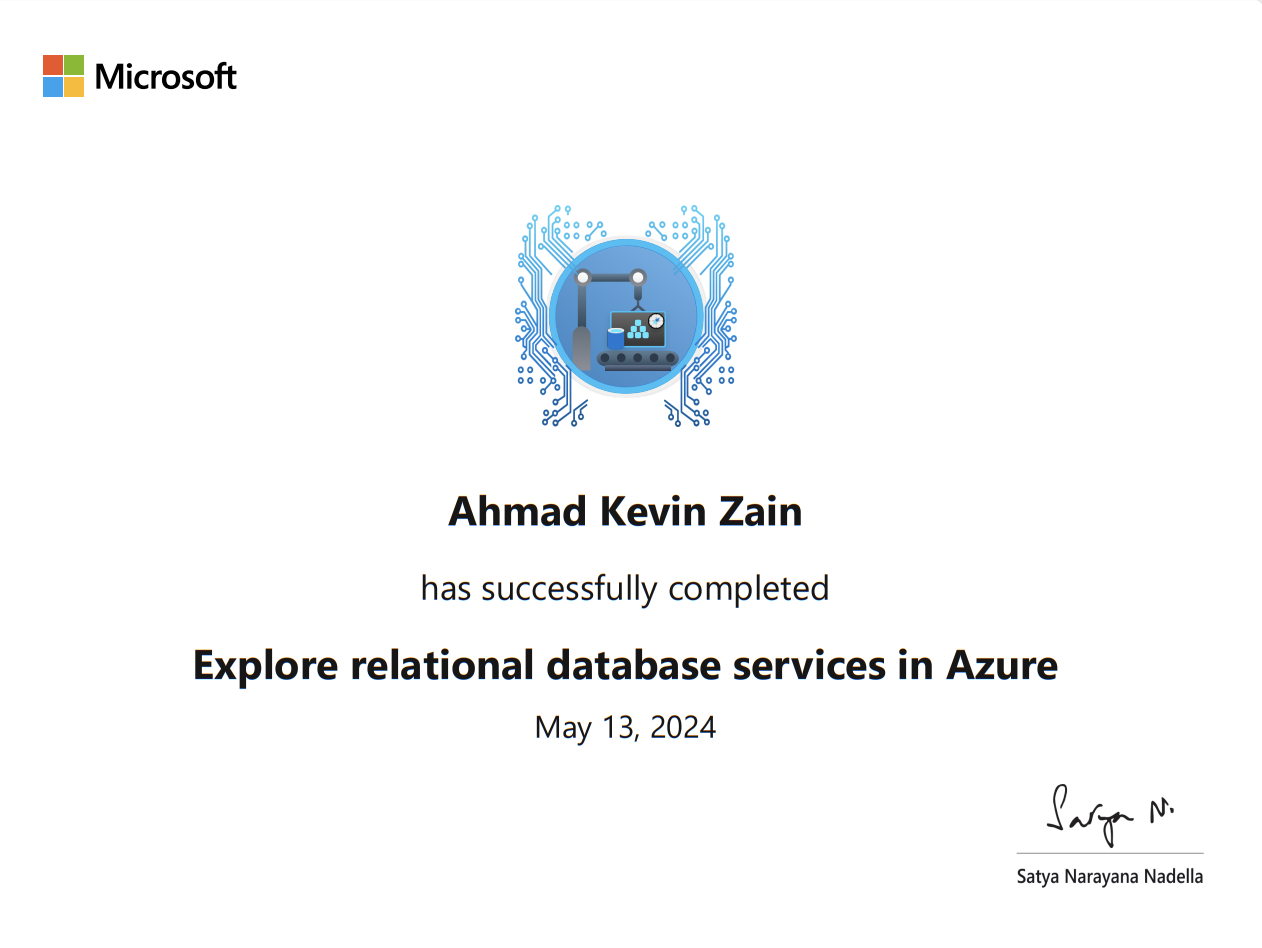 Microsoft
Ahmad Kevin Zain
has successfully completed
Explore relational database services in Azure
May 13, 2024
Satya N.
Satya Narayana Nadella